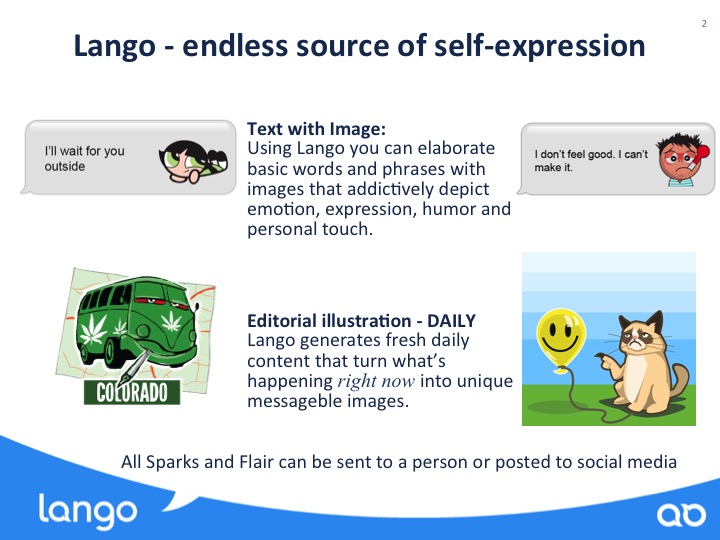 2
Lango - endless source of self-expression
I'll wait for you
outside
Text with Image:
Using Lango you can elaborate
basic words and phrases with
images that addictively depict
emotion, expression, humor and
personal touch.
I don't feel good. I can't
make it.
COLORADO
Editorial illustration - DAILY
Lango generates fresh daily
content that turn what's
happening right now into unique
messageble images.
All Sparks and Flair can be sent to a person or posted to social media
lango